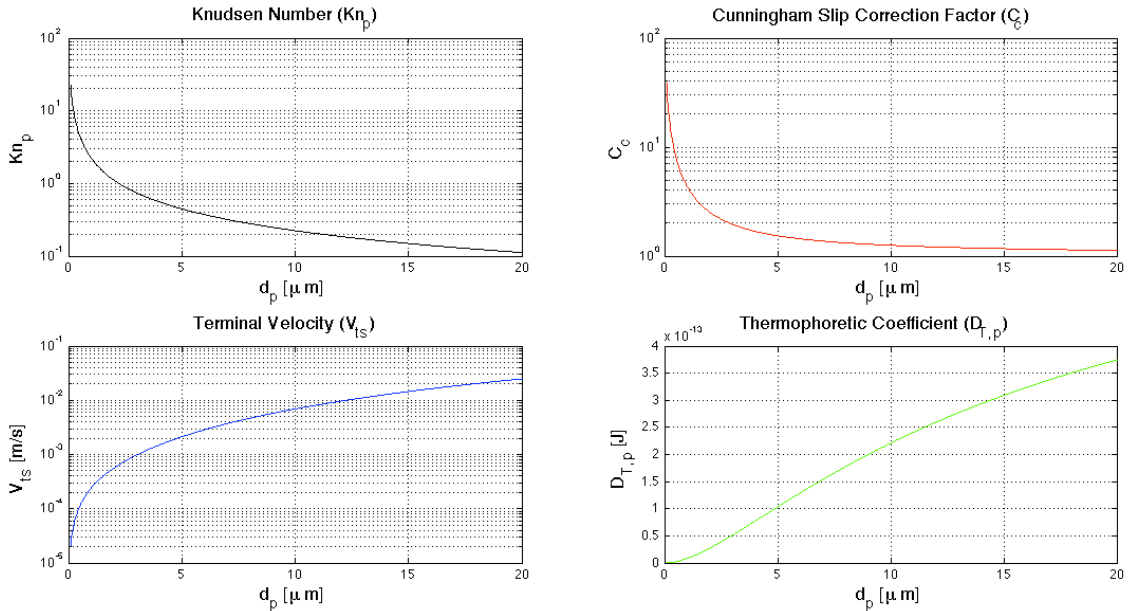 Knudsen Number (Kn_p)
10^2
10^1
10^0
10^-1
Kn_p
0 5 10 15 20
d_p [μ m]
Cunningham Slip Correction Factor (C_c)
10^2
10^1
10^0
C_c
0 5 10 15 20
d_p [μ m]
Terminal Velocity (V_ts)
10^-1
10^-2
10^-3
10^-4
10^-5
V_ts [m/s]
0 5 10 15 20
d_p [μ m]
Thermophoretic Coefficient (D_T,p)
x 10^-13
4
3.5
3
2.5
2
1.5
1
0.5
0
D_T,p [J]
0 5 10 15 20
d_p [μ m]